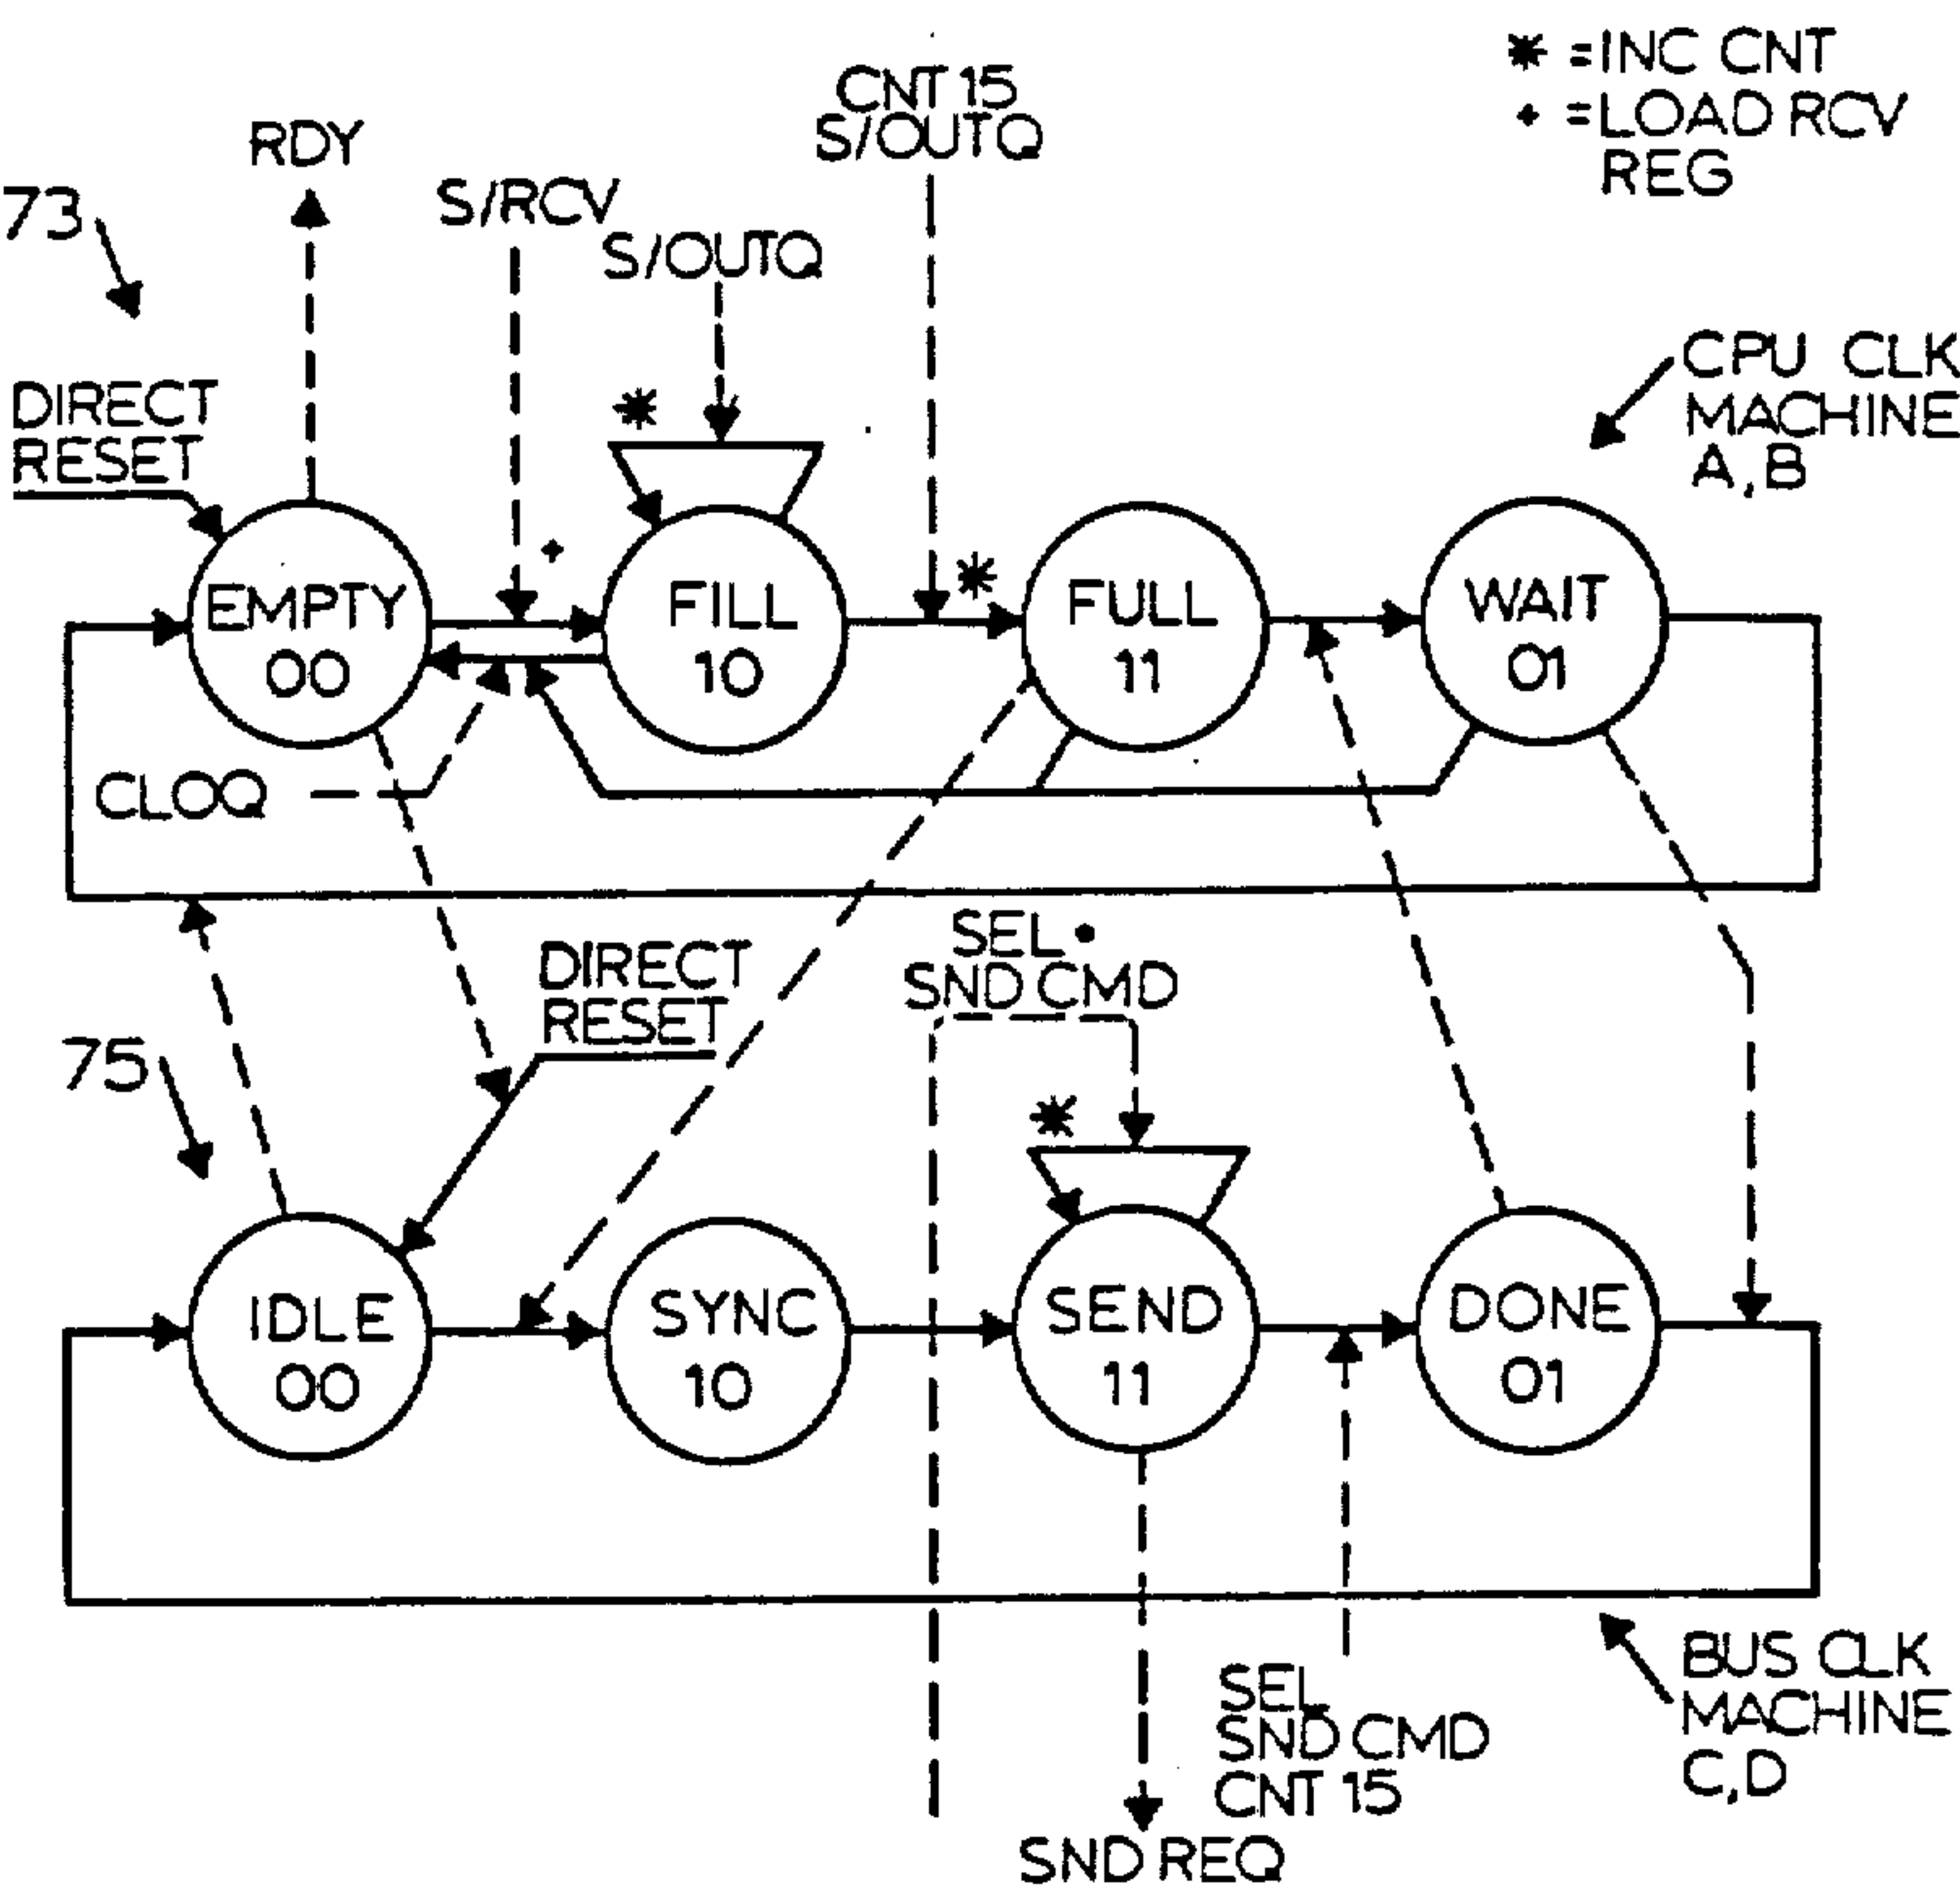 * =INC CNT
◆ =LOAD RCV
REG
CNT 15
S/OUTQ
RDY
S/RCV
S/OUTQ
73
DIRECT
RESET
CPU CLK
MACHINE
A,B
*
◆
*
EMPTY
00
FILL
10
FULL
11
WAIT
01
CLOQ
SEL •
SND CMD
DIRECT
RESET
75
*
IDLE
00
SYNC
10
SEND
11
DONE
01
SEL
SND CMD
CNT 15
BUS CLK
MACHINE
C,D
SND REQ